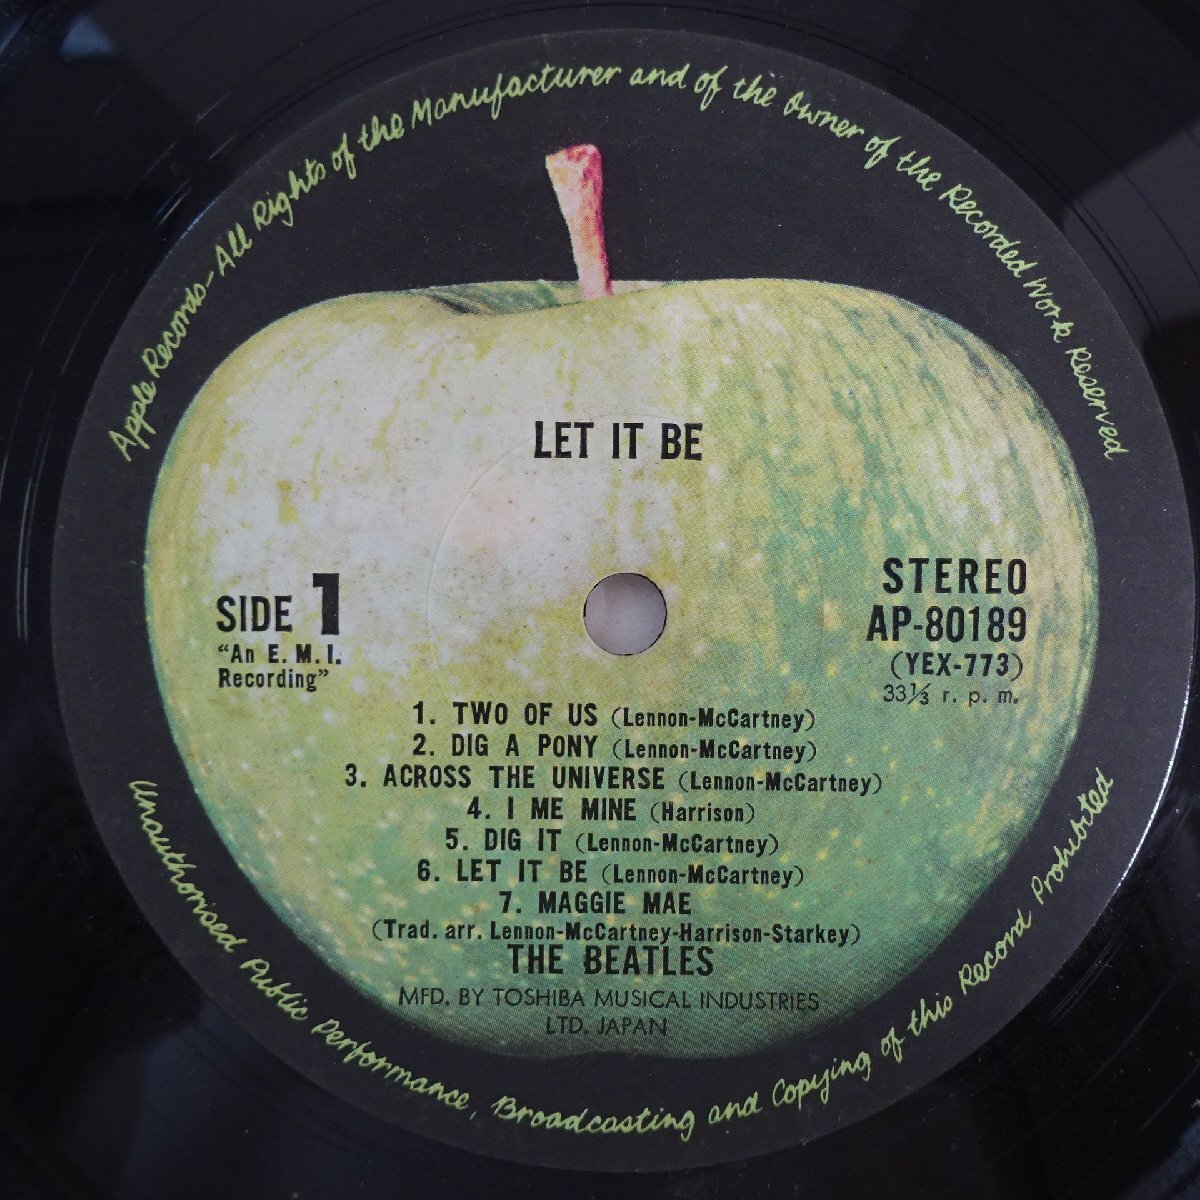 Apple Records-All Rights of the Manufacturer and of the Owner of the Recorded Work Reserved
LET IT BE
SIDE 1
"An E. M. I.
Recording"
STEREO
AP-80189
(YEX-773)
33⅓ r. p. m.
1. TWO OF US (Lennon-McCartney)
2. DIG A PONY (Lennon-McCartney)
3. ACROSS THE UNIVERSE (Lennon-McCartney)
4. I ME MINE (Harrison)
5. DIG IT (Lennon-McCartney)
6. LET IT BE (Lennon-McCartney)
7. MAGGIE MAE
(Trad. arr. Lennon-McCartney-Harrison-Starkey)
THE BEATLES
MFD. BY TOSHIBA MUSICAL INDUSTRIES
LTD. JAPAN
Unauthorised Public Performance, Broadcasting and Copying of this Record Prohibited